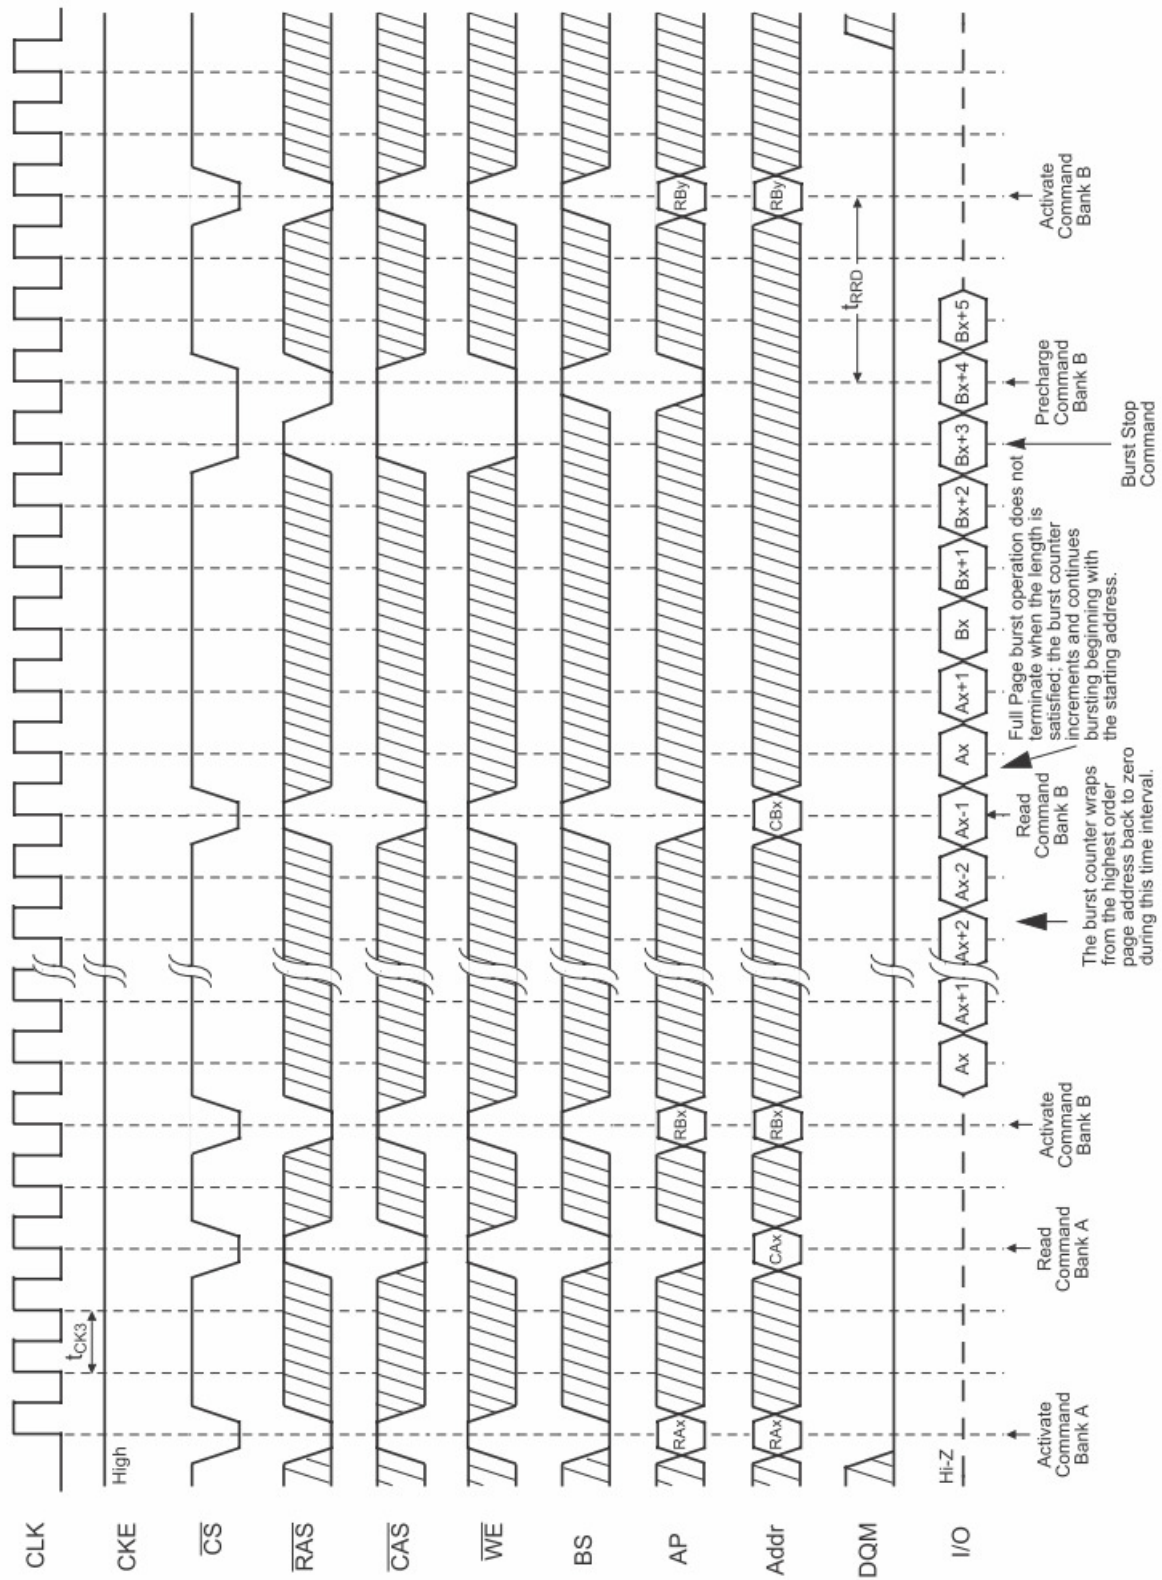 CLK
CKE
High
tCK3
CS
RAS
CAS
WE
BS
AP
RAx
RBx
RBy
Addr
RAx
CAx
RBx
CBx
RBy
tRRD
DQM
I/O
Hi-Z
Ax
Ax+1
Ax+2
Ax-2
Ax-1
Ax
Ax+1
Bx
Bx+1
Bx+2
Bx+3
Bx+4
Bx+5
Activate
Command
Bank A
Read
Command
Bank A
Activate
Command
Bank B
The burst counter wraps
from the highest order
page address back to zero
during this time interval.
Read
Command
Bank B
Full Page burst operation does not
terminate when the length is
satisfied; the burst counter
increments and continues
bursting beginning with
the starting address.
Burst Stop
Command
Precharge
Command
Bank B
Activate
Command
Bank B